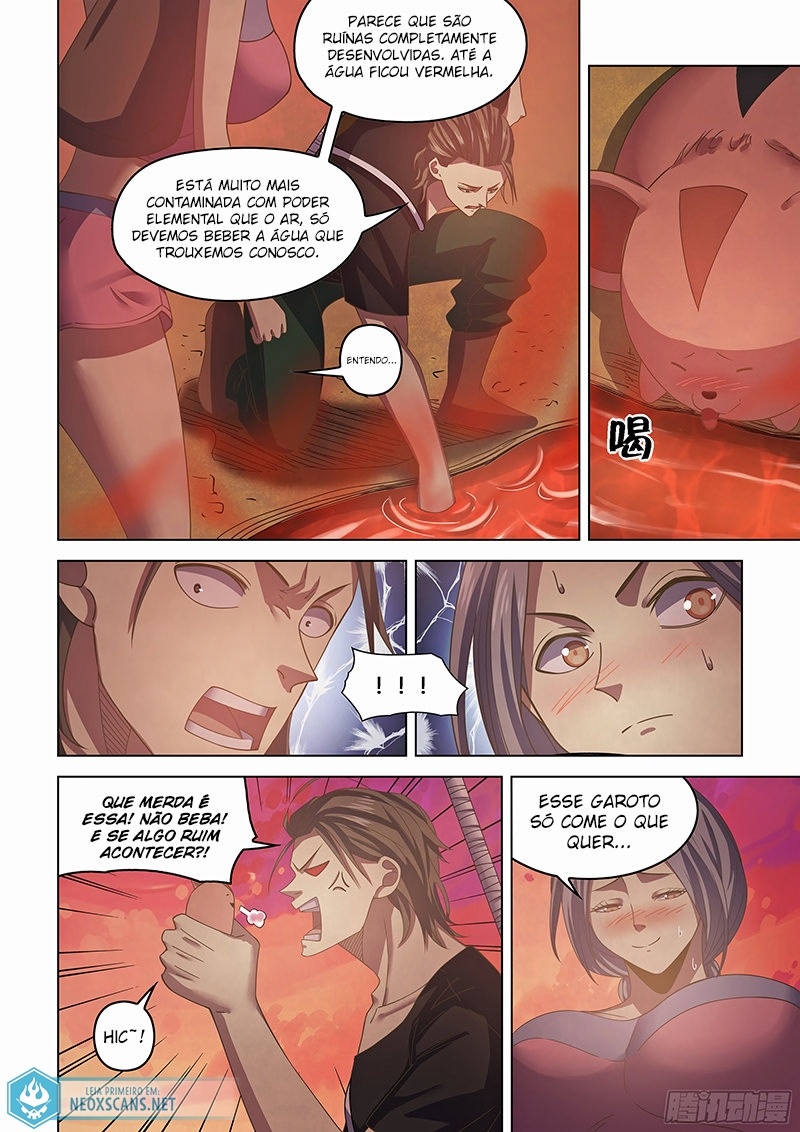 PARECE QUE SÃO
RUÍNAS COMPLETAMENTE
DESENVOLVIDAS. ATÉ A
ÁGUA FICOU VERMELHA.
ESTÁ MUITO MAIS
CONTAMINADA COM PODER
ELEMENTAL QUE O AR, SÓ
DEVEMOS BEBER A ÁGUA QUE
TROUXEMOS CONOSCO.
ENTENDO...
喝
!!!
QUE MERDA É
ESSA! NÃO BEBA!
E SE ALGO RUIM
ACONTECER?!
HIC~!
ESSE GAROTO
SÓ COME O QUE
QUER...
LEIA PRIMEIRO EM:
NEOXSCANS.NET
腾讯动漫